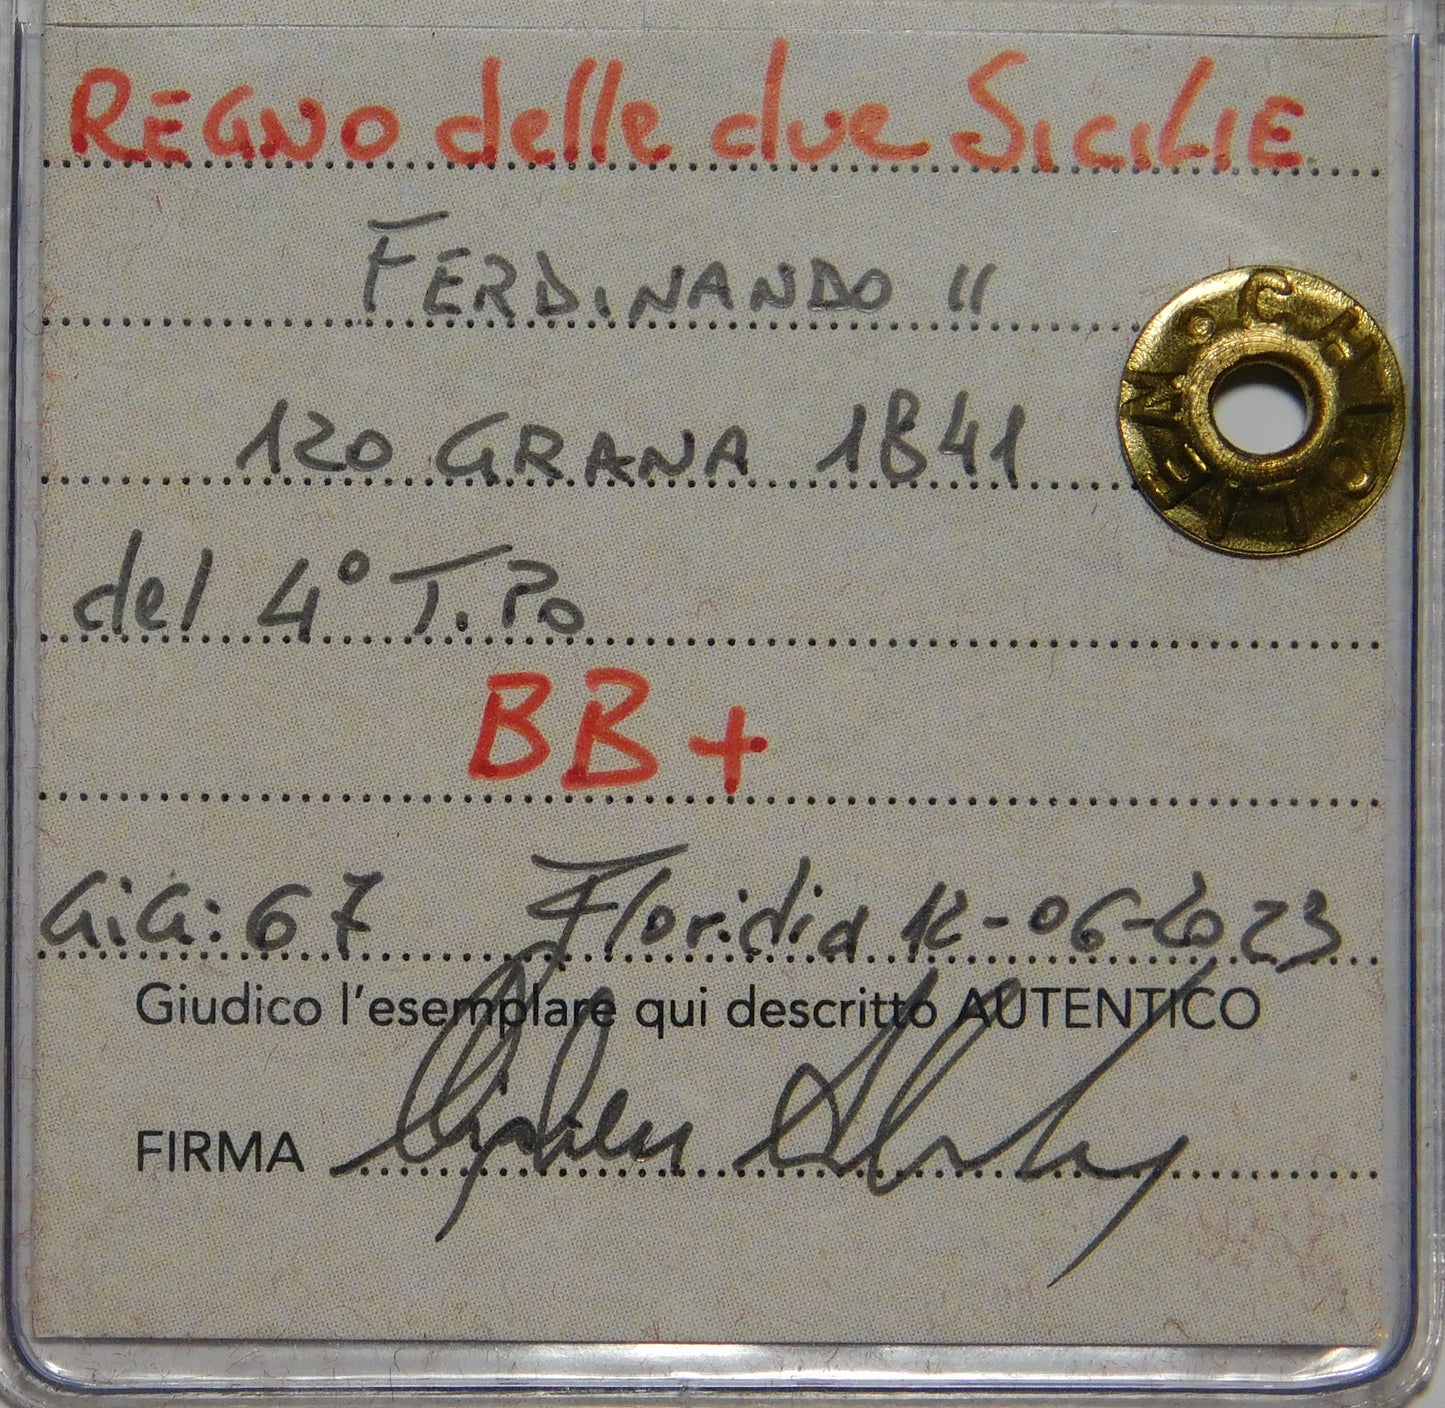 REGNO delle due SICILIE
FERDINANDO II
120 GRANA 1841
del 4° TiPo
BB+
GiG: 67 Floridia 12-06-2023
Giudico l'esemplare qui descritto AUTENTICO
FIRMA